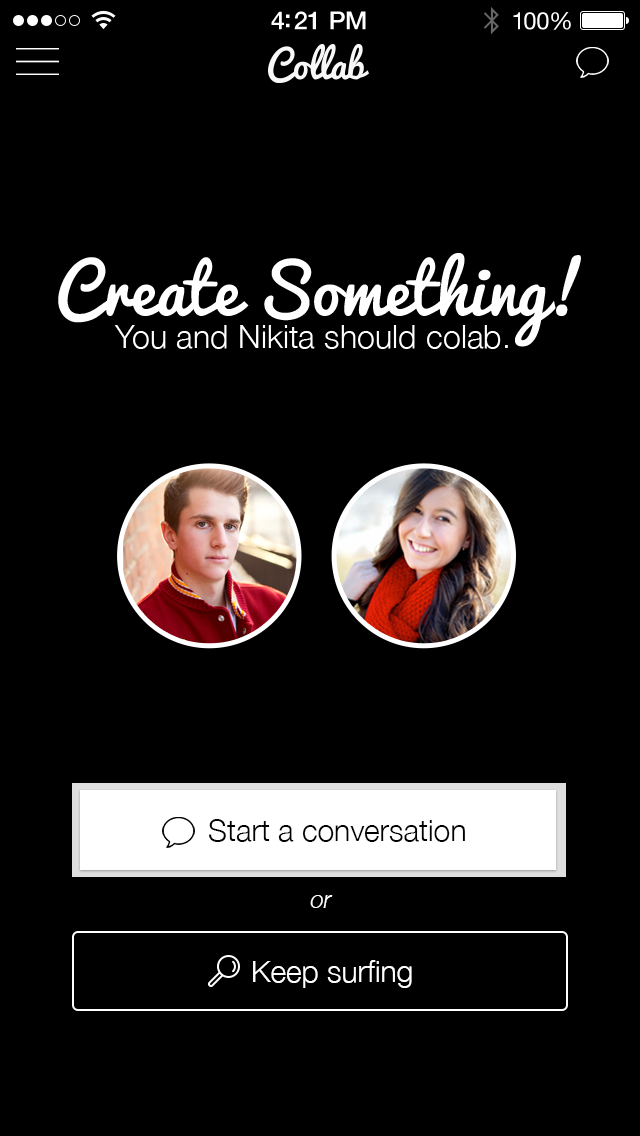 4:21 PM 100%
Collab
Create Something!
You and Nikita should colab.
Start a conversation
or
Keep surfing